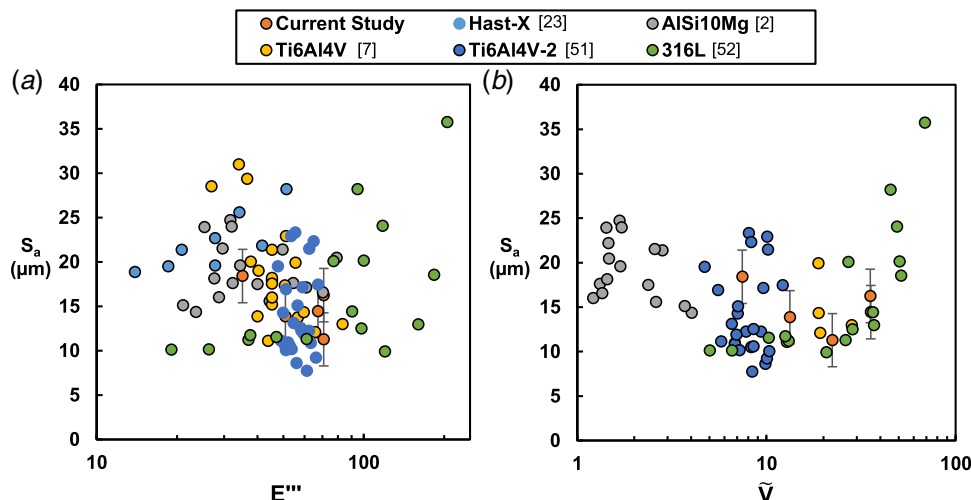 Current Study Hast-X [23] AlSi10Mg [2]
Ti6Al4V [7] Ti6Al4V-2 [51] 316L [52]
(a)
40
35
30
25
20
15
10
5
0
Sa
(μm)
10 100
E'''
(b)
40
35
30
25
20
15
10
5
0
Sa
(μm)
1 10 100
Ṽ